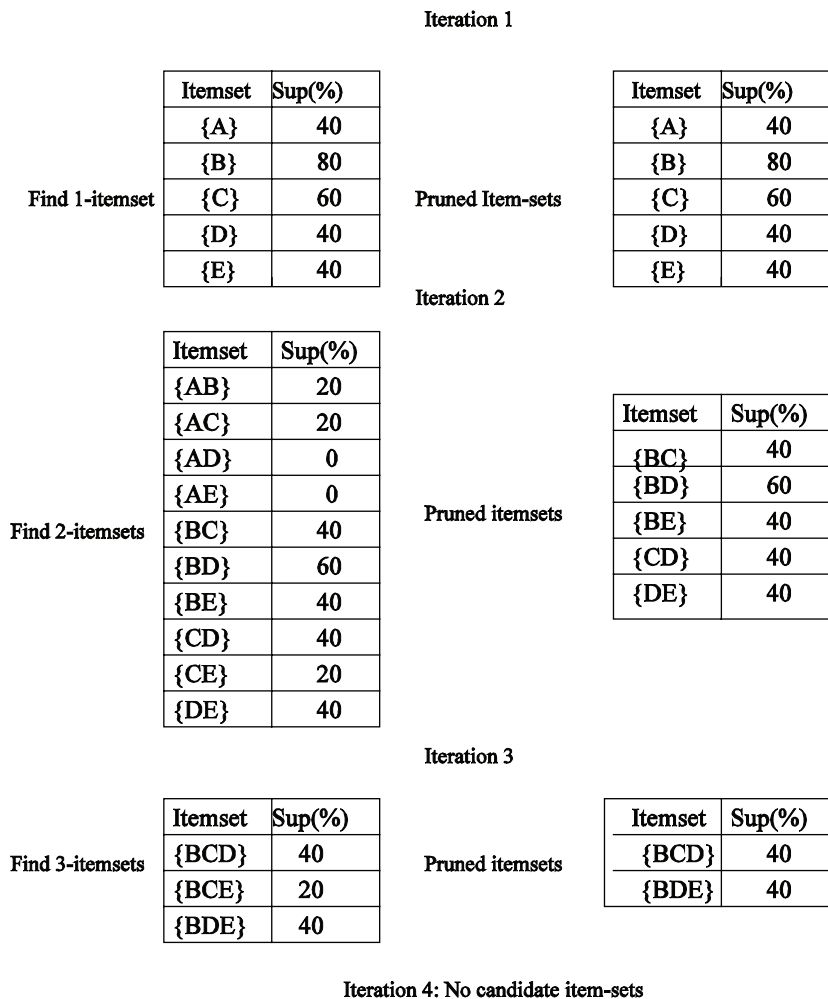 Iteration 1
Itemset Sup(%) Itemset Sup(%)
{A} 40 {A} 40
{B} 80 {B} 80
Find 1-itemset {C} 60 Pruned Item-sets {C} 60
{D} 40 {D} 40
{E} 40 {E} 40
Iteration 2
Itemset Sup(%)
{AB} 20
{AC} 20
{AD} 0
{AE} 0
Find 2-itemsets {BC} 40
{BD} 60
{BE} 40
{CD} 40
{CE} 20
{DE} 40
Itemset Sup(%)
{BC} 40
{BD} 60
Pruned itemsets {BE} 40
{CD} 40
{DE} 40
Iteration 3
Itemset Sup(%) Itemset Sup(%)
Find 3-itemsets {BCD} 40 Pruned itemsets {BCD} 40
{BCE} 20 {BDE} 40
{BDE} 40
Iteration 4: No candidate item-sets